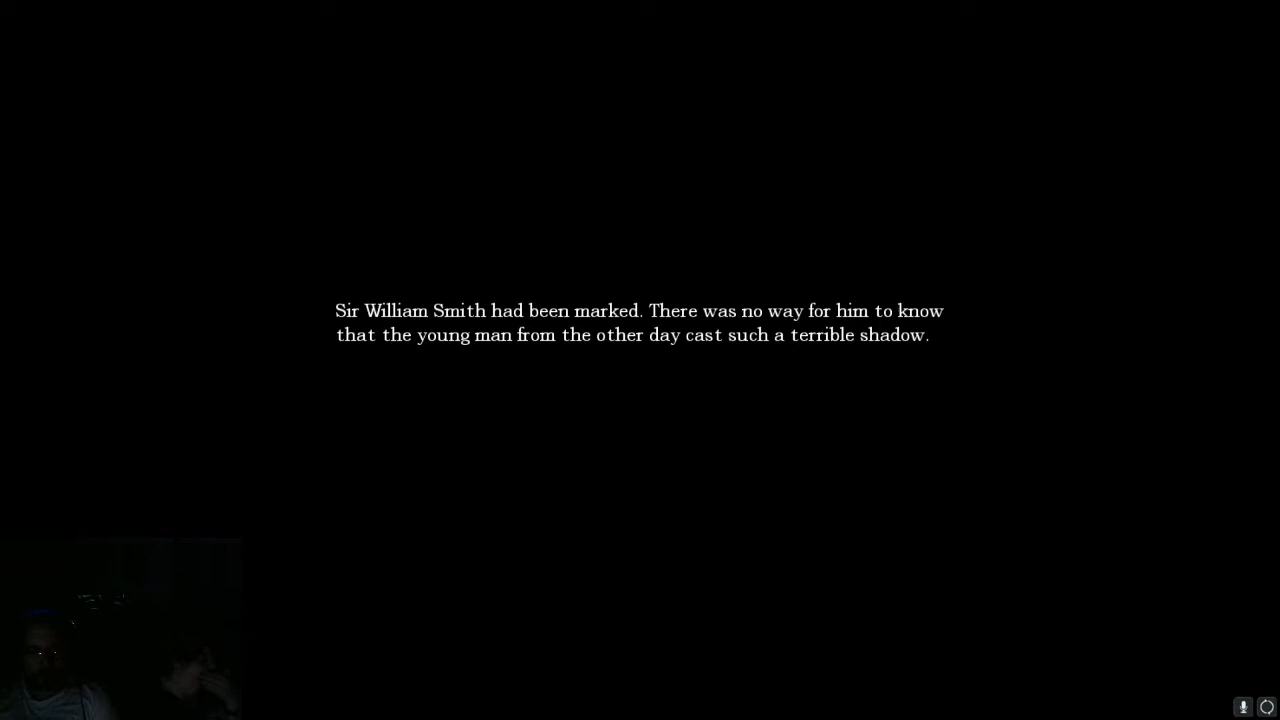 Sir William Smith had been marked. There was no way for him to know
that the young man from the other day cast such a terrible shadow.